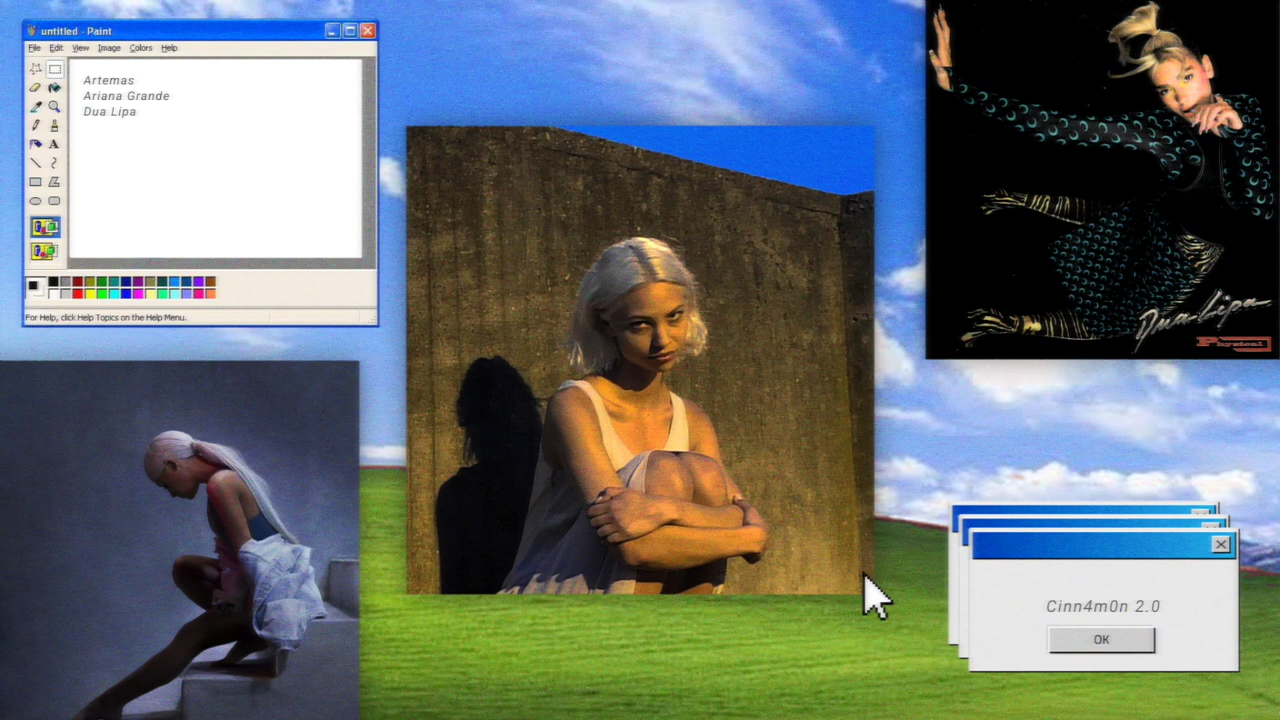 untitled - Paint
File Edit View Image Colors Help
Artemas
Ariana Grande
Dua Lipa
A
For Help, click Help Topics on the Help Menu.
Dua Lipa
Physical
Cinn4m0n 2.0
OK